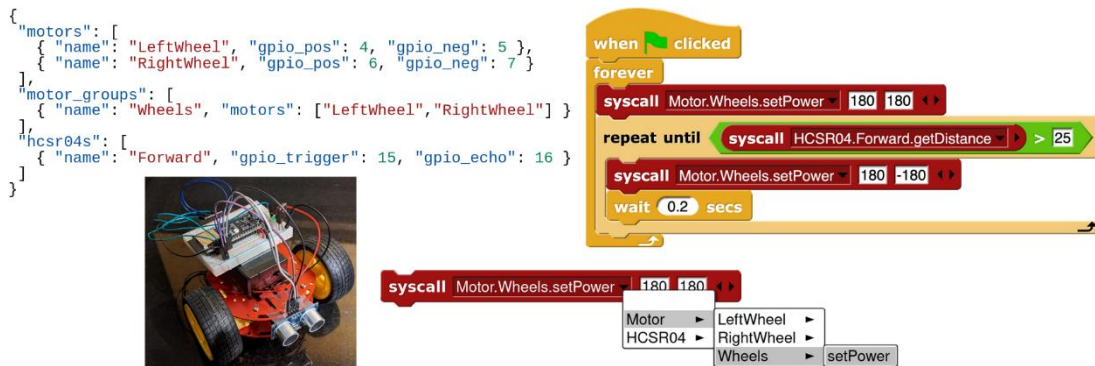 {
"motors": [
{ "name": "LeftWheel", "gpio_pos": 4, "gpio_neg": 5 },
{ "name": "RightWheel", "gpio_pos": 6, "gpio_neg": 7 }
],
"motor_groups": [
{ "name": "Wheels", "motors": ["LeftWheel","RightWheel"] }
],
"hcsr04s": [
{ "name": "Forward", "gpio_trigger": 15, "gpio_echo": 16 }
]
}
when clicked
forever
syscall Motor.Wheels.setPower 180 180
repeat until syscall HCSR04.Forward.getDistance > 25
syscall Motor.Wheels.setPower 180 -180
wait 0.2 secs
syscall Motor.Wheels.setPower 180 180
Motor LeftWheel
HCSR04 RightWheel
Wheels setPower